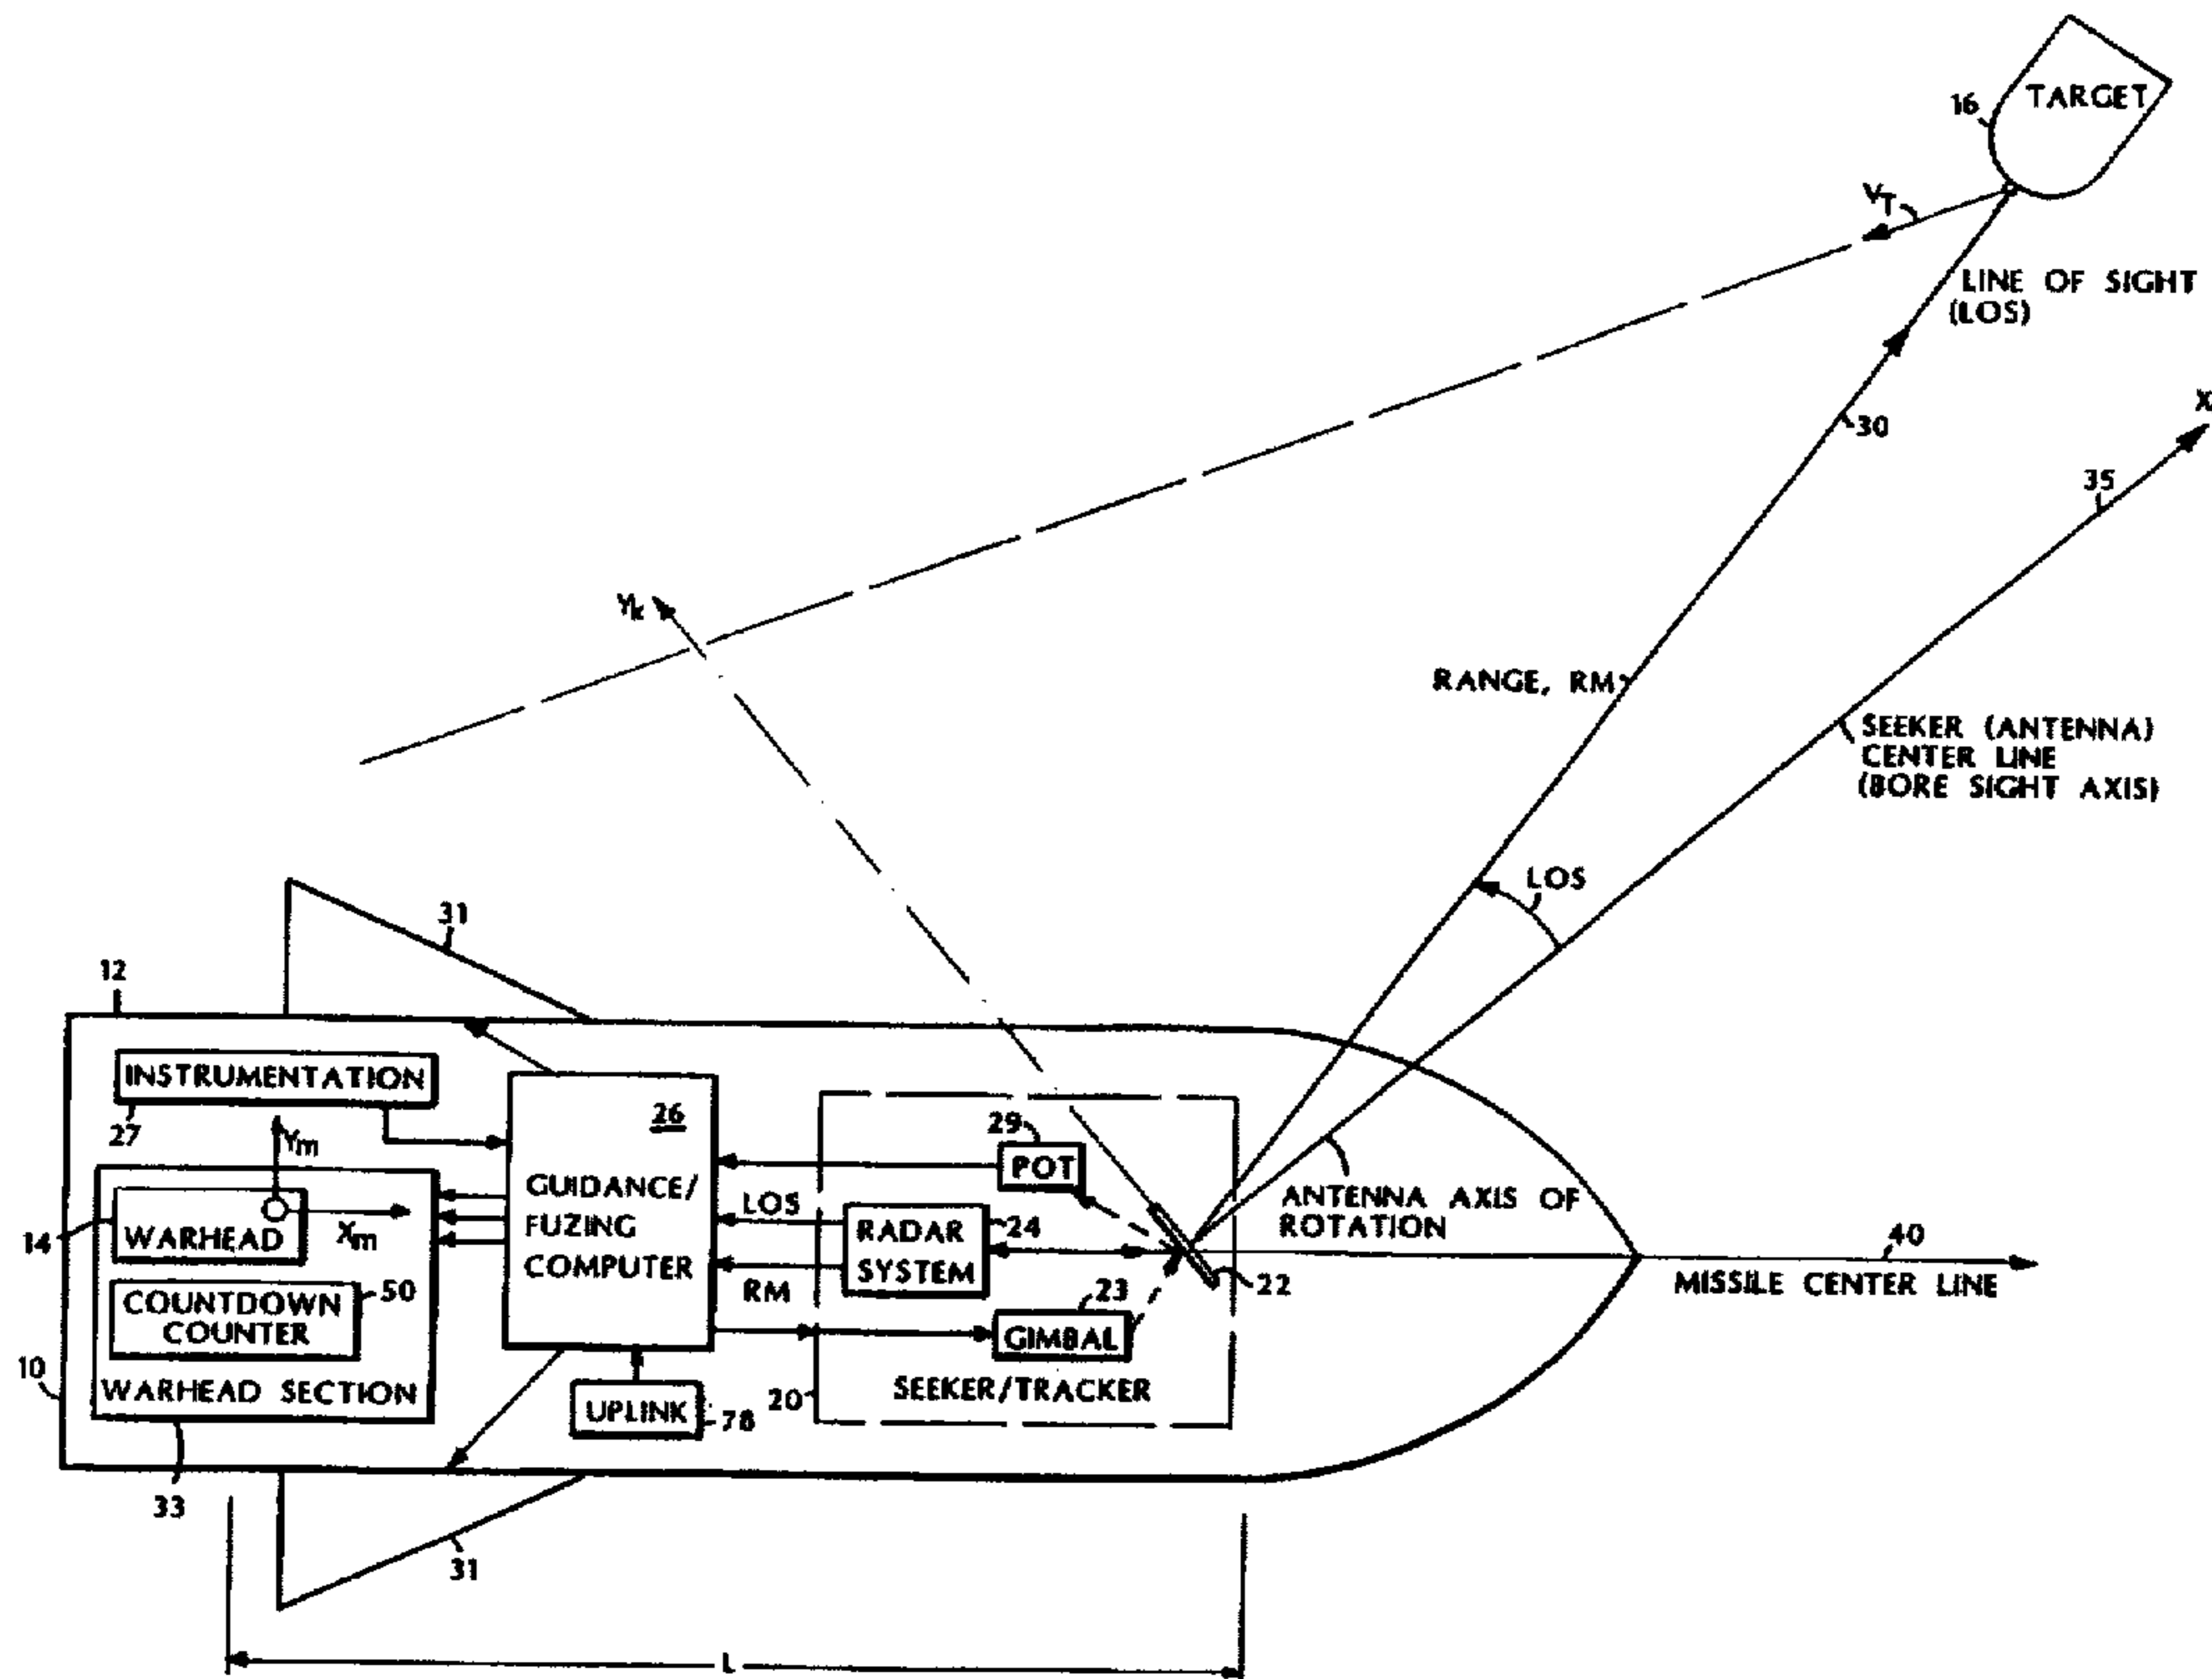 TARGET
16
V_T
LINE OF SIGHT
(LOS)
30
X
35
Y_k
RANGE, RM
SEEKER (ANTENNA)
CENTER LINE
(BORE SIGHT AXIS)
LOS
31
12
INSTRUMENTATION
27
Y_m
X_m
14
WARHEAD
COUNTDOWN
COUNTER
50
10
WARHEAD SECTION
33
26
GUIDANCE/
FUZING
COMPUTER
LOS
RM
UPLINK
78
29
POT
RADAR
SYSTEM
24
23
GIMBAL
22
20
SEEKER/TRACKER
ANTENNA AXIS OF
ROTATION
40
MISSILE CENTER LINE
31
L